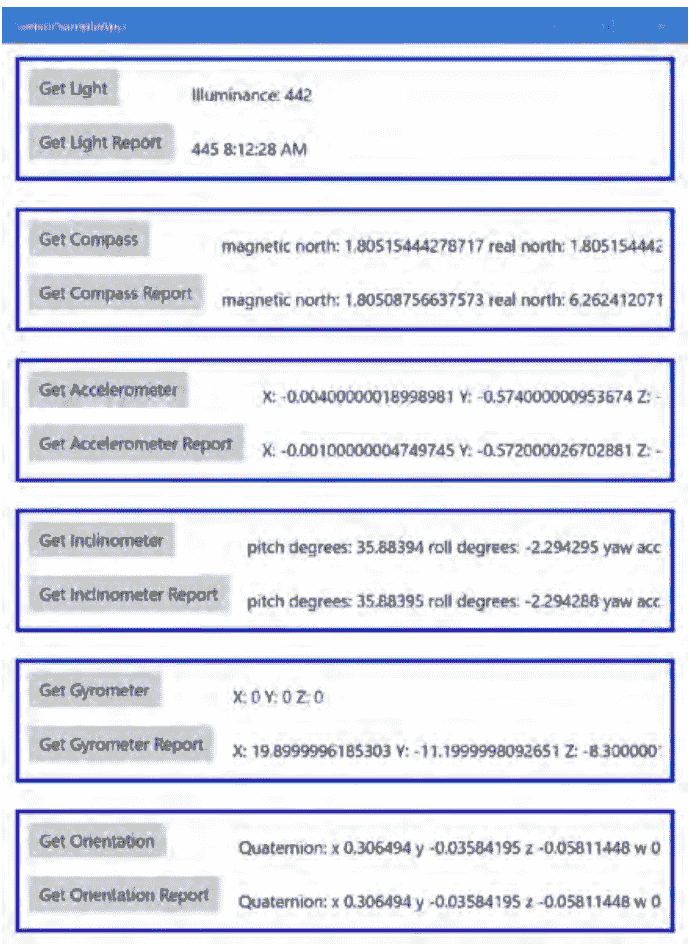 Get Light
Illuminance: 442
Get Light Report
445 8:12:28 AM
Get Compass
magnetic north: 1.80515444278717 real north: 1.805154442
Get Compass Report
magnetic north: 1.80508756637573 real north: 6.262412071
Get Accelerometer
X: -0.00400000018998981 Y: -0.574000000953674 Z: -
Get Accelerometer Report
X: -0.00100000004749745 Y: -0.572000026702881 Z: -
Get Inclinometer
pitch degrees: 35.88394 roll degrees: -2.294295 yaw acc
Get Inclinometer Report
pitch degrees: 35.88395 roll degrees: -2.294288 yaw acc
Get Gyrometer
X: 0 Y: 0 Z: 0
Get Gyrometer Report
X: 19.8999996185303 Y: -11.1999998092651 Z: -8.300000
Get Orientation
Quaternion: x 0.306494 y -0.03584195 z -0.05811448 w 0
Get Orientation Report
Quaternion: x 0.306494 y -0.03584195 z -0.05811448 w 0